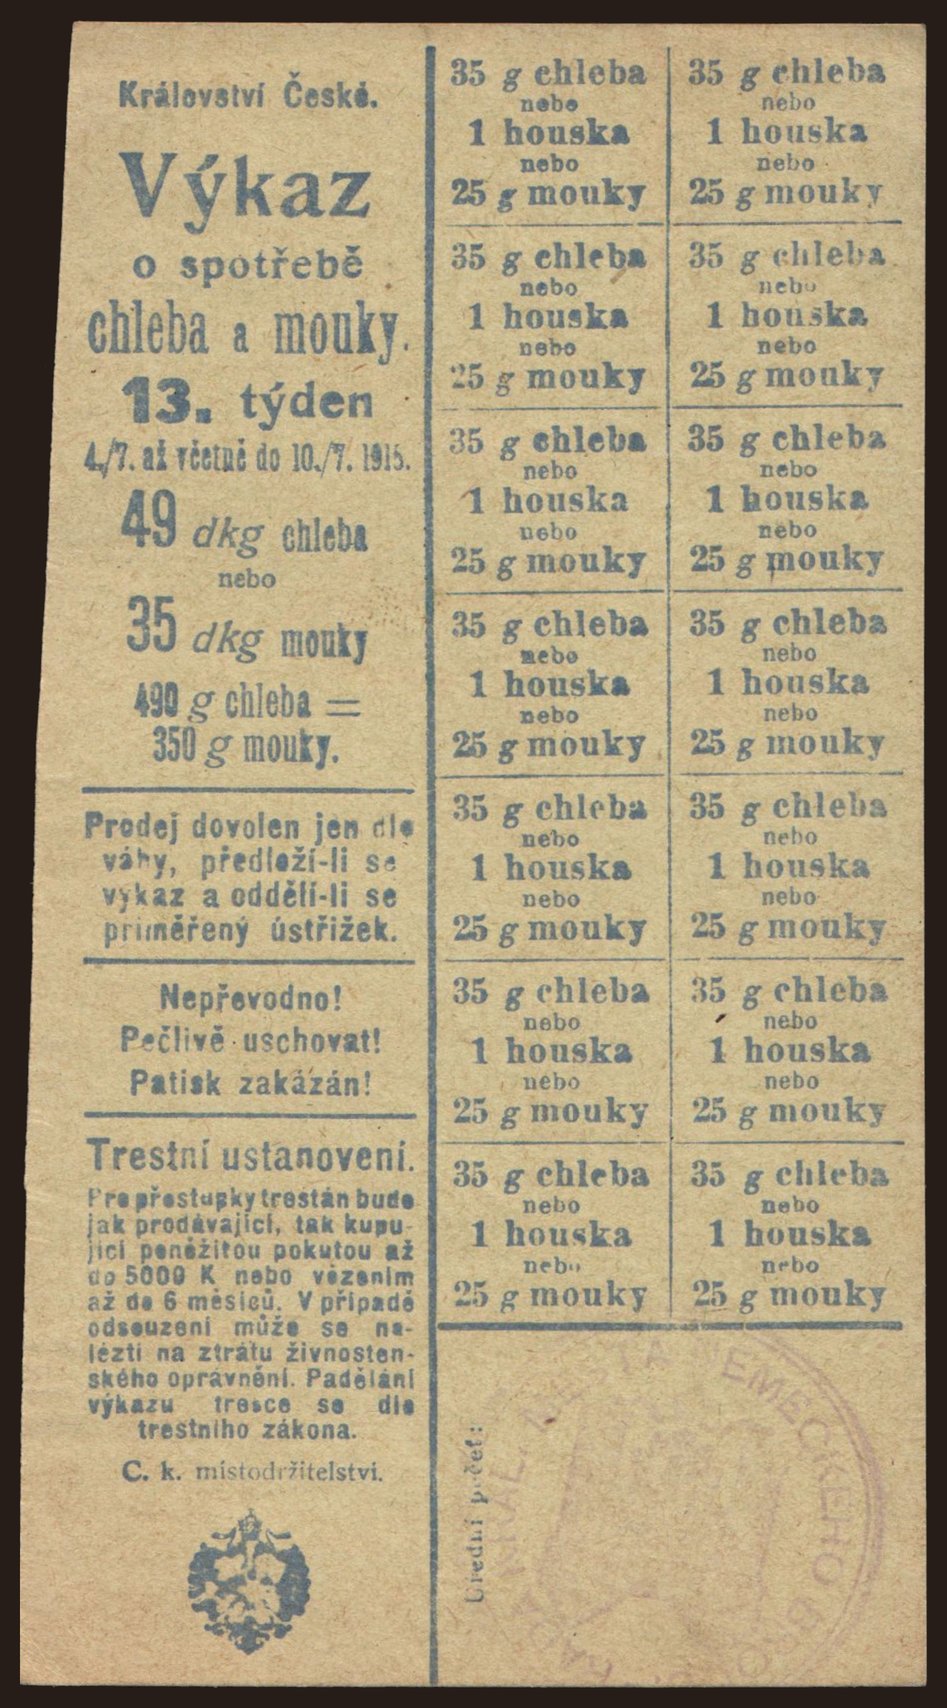 Království České.
Výkaz
o spotřebě
chleba a mouky.
13. týden
4./7. až včetně do 10./7. 1915.
49 dkg chleba
nebo
35 dkg mouky
490 g chleba =
350 g mouky.
Prodej dovolen jen dle
váhy, předloží-li se
výkaz a oddělí-li se
přiměřený ústřižek.
Nepřevodno!
Pečlivě uschovat!
Patisk zakázán!
Trestní ustanovení.
Pro přestupky trestán bude
jak prodávající, tak kupu-
jící peněžitou pokutou až
do 5000 K nebo vězením
až do 6 měsíců. V případě
odsouzení může se na-
lézti na ztrátu živnosten-
ského oprávnění. Padělání
výkazu tresce se dle
trestního zákona.
C. k. místodržitelství.
35 g chleba
nebo
1 houska
nebo
25 g mouky
35 g chleba
nebo
1 houska
nebo
25 g mouky
35 g chleba
nebo
1 houska
nebo
25 g mouky
35 g chleba
nebo
1 houska
nebo
25 g mouky
35 g chleba
nebo
1 houska
nebo
25 g mouky
35 g chleba
nebo
1 houska
nebo
25 g mouky
35 g chleba
nebo
1 houska
nebo
25 g mouky
35 g chleba
nebo
1 houska
nebo
25 g mouky
35 g chleba
nebo
1 houska
nebo
25 g mouky
35 g chleba
nebo
1 houska
nebo
25 g mouky
35 g chleba
nebo
1 houska
nebo
25 g mouky
35 g chleba
nebo
1 houska
nebo
25 g mouky
35 g chleba
nebo
1 houska
nebo
25 g mouky
35 g chleba
nebo
1 houska
nebo
25 g mouky
Úřední pečeť:
MĚSTA NĚMECKÉHO